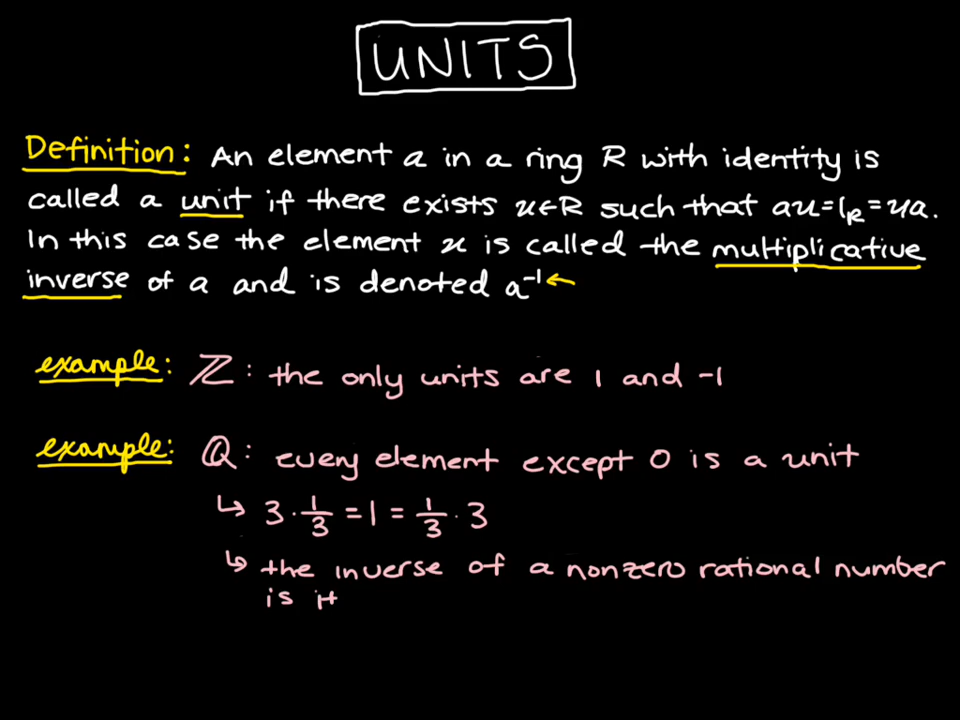 UNITS
Definition: An element a in a ring R with identity is
called a unit if there exists u∈R such that au=1_R=ua.
In this case the element u is called the multiplicative
inverse of a and is denoted a⁻¹←
example: ℤ: the only units are 1 and -1
example: ℚ: every element except 0 is a unit
↳ 3·1/3=1=1/3·3
↳ the inverse of a nonzero rational number
is it